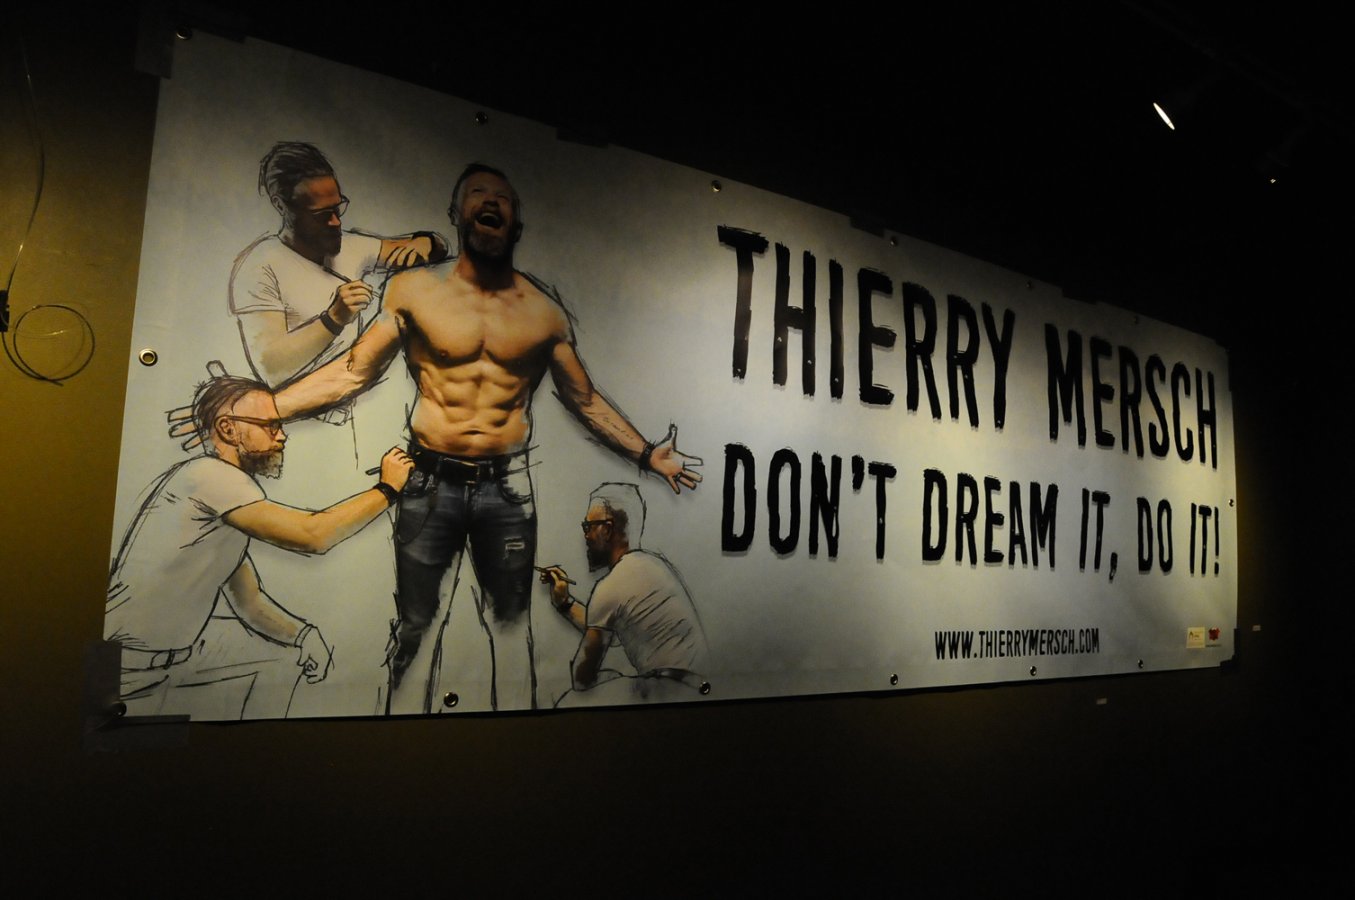 THIERRY MERSCH
DON'T DREAM IT, DO IT!
WWW.THIERRYMERSCH.COM